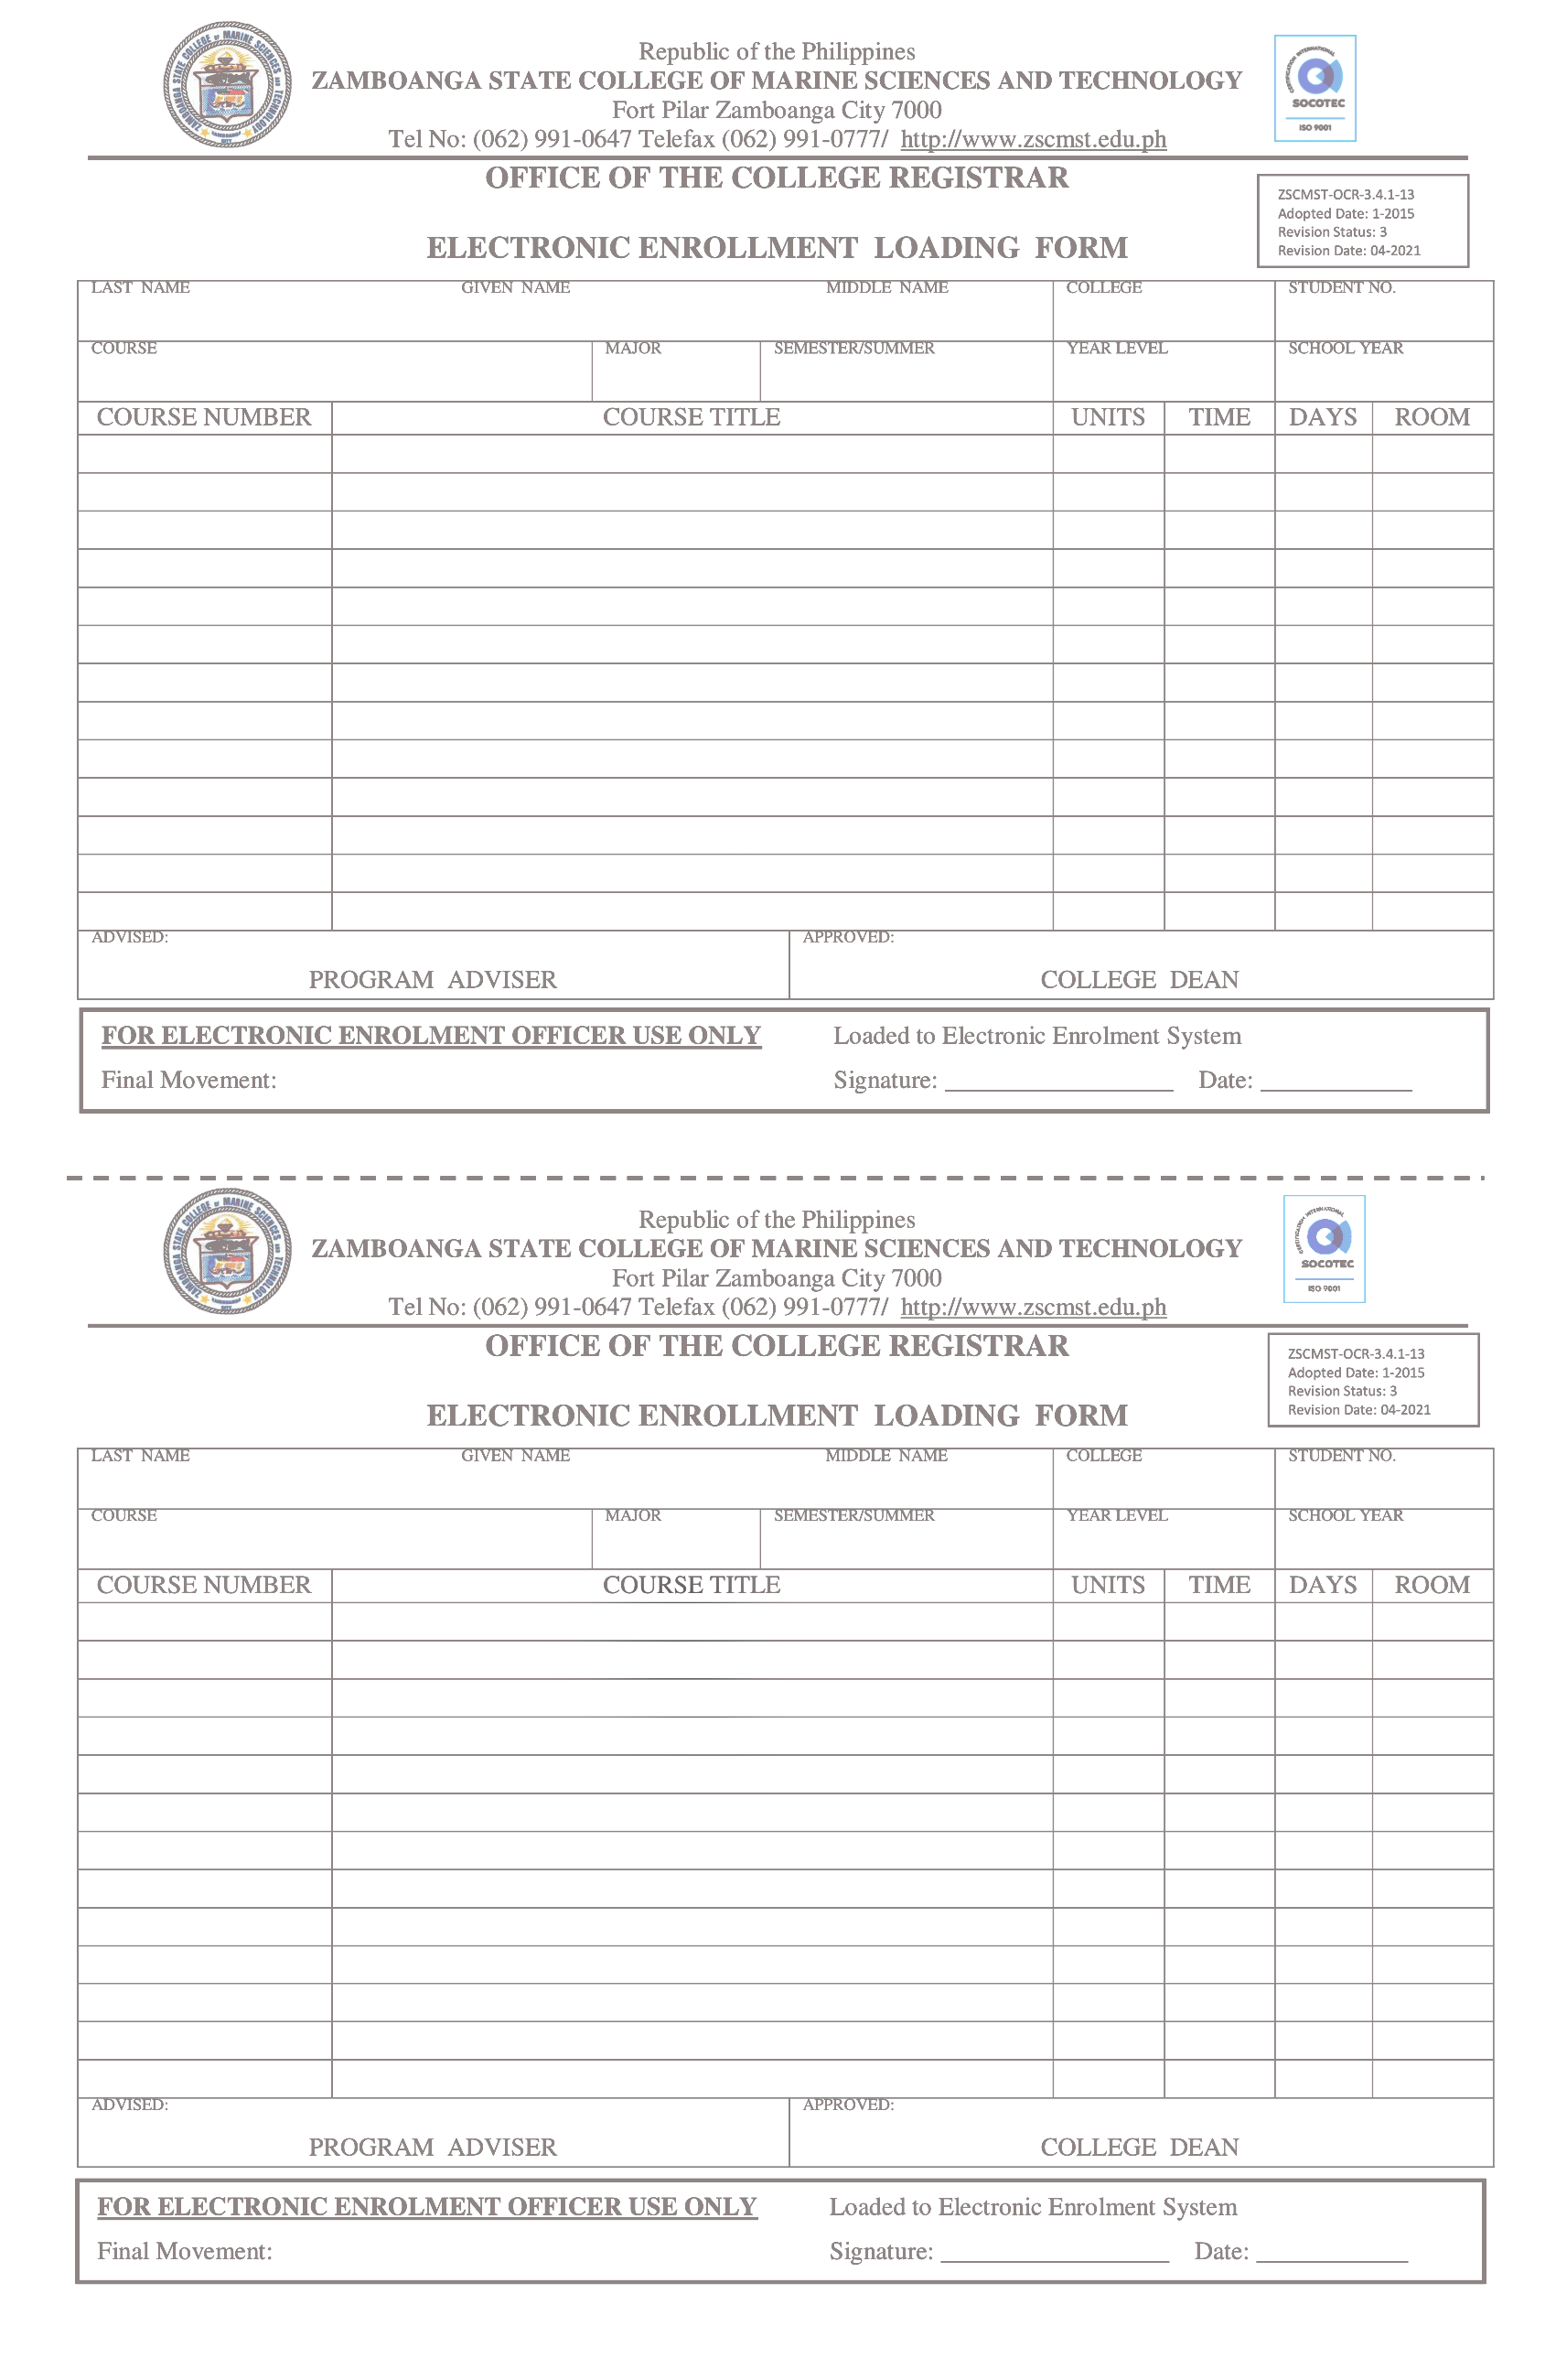 Republic of the Philippines
ZAMBOANGA STATE COLLEGE OF MARINE SCIENCES AND TECHNOLOGY
Fort Pilar Zamboanga City 7000
Tel No: (062) 991-0647 Telefax (062) 991-0777/ http://www.zscmst.edu.ph
ZAMBOANGA STATE COLLEGE OF MARINE SCIENCES AND TECHNOLOGY
CERTIFICATION INTERNATIONAL
SOCOTEC
ISO 9001
OFFICE OF THE COLLEGE REGISTRAR
ZSCMST-OCR-3.4.1-13
Adopted Date: 1-2015
Revision Status: 3
Revision Date: 04-2021
ELECTRONIC ENROLLMENT LOADING FORM
LAST NAME GIVEN NAME MIDDLE NAME COLLEGE STUDENT NO.
COURSE MAJOR SEMESTER/SUMMER YEAR LEVEL SCHOOL YEAR
COURSE NUMBER COURSE TITLE UNITS TIME DAYS ROOM
ADVISED: APPROVED:
PROGRAM ADVISER COLLEGE DEAN
FOR ELECTRONIC ENROLMENT OFFICER USE ONLY Loaded to Electronic Enrolment System
Final Movement: Signature: __________________ Date: ____________
Republic of the Philippines
ZAMBOANGA STATE COLLEGE OF MARINE SCIENCES AND TECHNOLOGY
Fort Pilar Zamboanga City 7000
Tel No: (062) 991-0647 Telefax (062) 991-0777/ http://www.zscmst.edu.ph
ZAMBOANGA STATE COLLEGE OF MARINE SCIENCES AND TECHNOLOGY
CERTIFICATION INTERNATIONAL
SOCOTEC
ISO 9001
OFFICE OF THE COLLEGE REGISTRAR
ZSCMST-OCR-3.4.1-13
Adopted Date: 1-2015
Revision Status: 3
Revision Date: 04-2021
ELECTRONIC ENROLLMENT LOADING FORM
LAST NAME GIVEN NAME MIDDLE NAME COLLEGE STUDENT NO.
COURSE MAJOR SEMESTER/SUMMER YEAR LEVEL SCHOOL YEAR
COURSE NUMBER COURSE TITLE UNITS TIME DAYS ROOM
ADVISED: APPROVED:
PROGRAM ADVISER COLLEGE DEAN
FOR ELECTRONIC ENROLMENT OFFICER USE ONLY Loaded to Electronic Enrolment System
Final Movement: Signature: __________________ Date: ____________